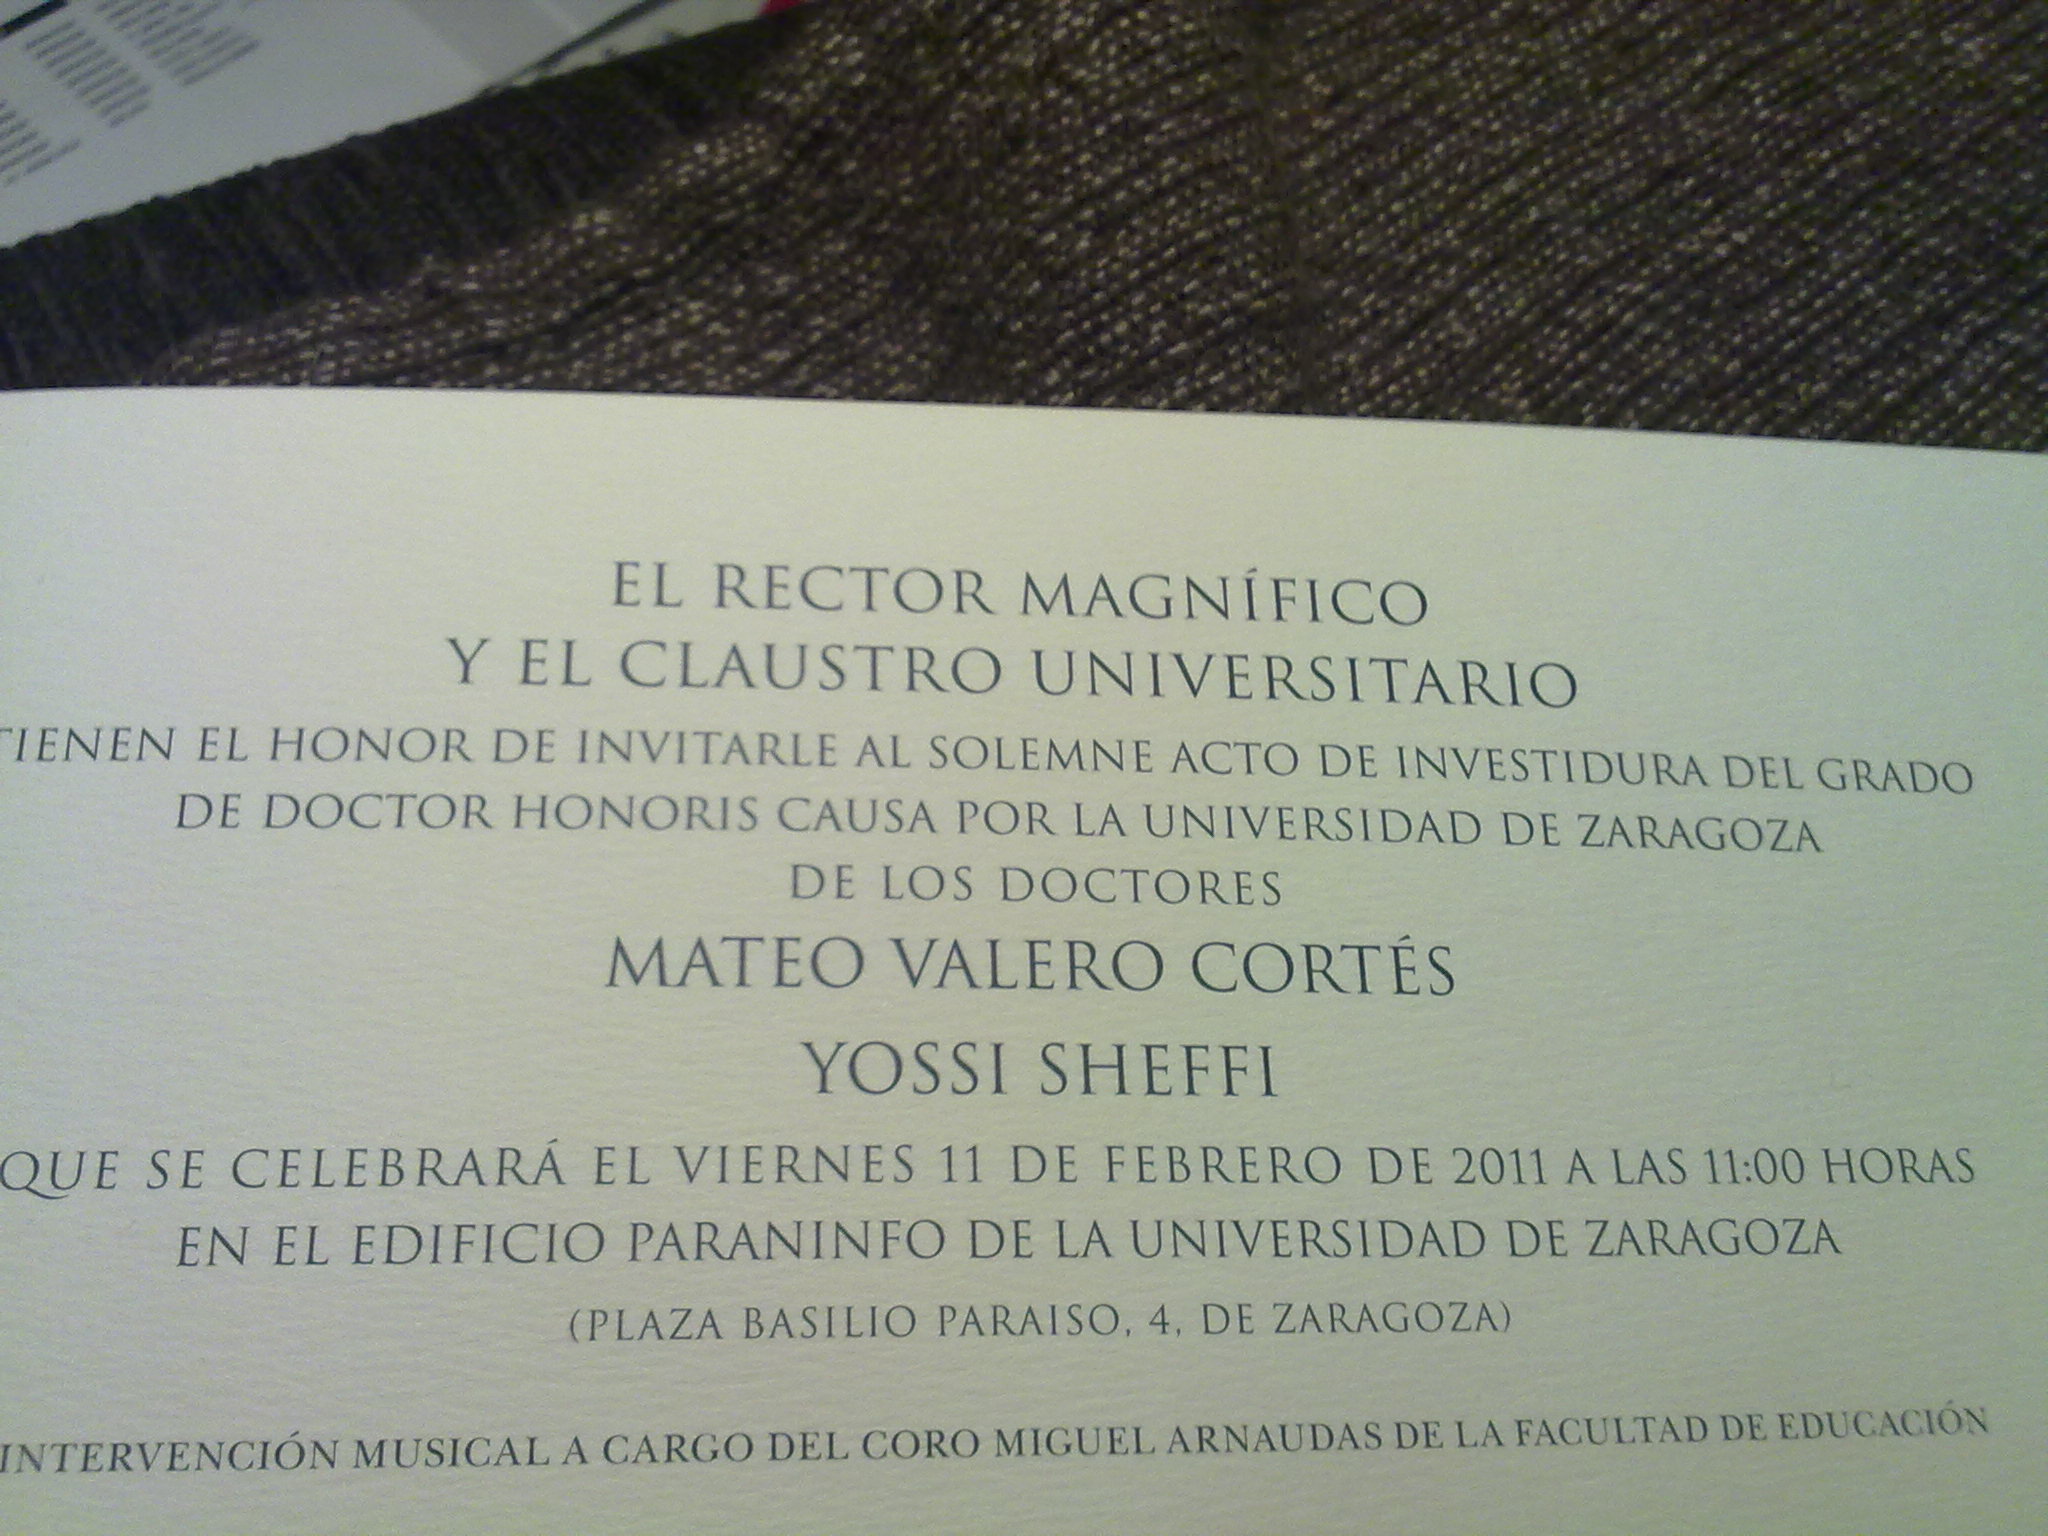 EL RECTOR MAGNÍFICO
Y EL CLAUSTRO UNIVERSITARIO
TIENEN EL HONOR DE INVITARLE AL SOLEMNE ACTO DE INVESTIDURA DEL GRADO
DE DOCTOR HONORIS CAUSA POR LA UNIVERSIDAD DE ZARAGOZA
DE LOS DOCTORES
MATEO VALERO CORTÉS
YOSSI SHEFFI
QUE SE CELEBRARÁ EL VIERNES 11 DE FEBRERO DE 2011 A LAS 11:00 HORAS
EN EL EDIFICIO PARANINFO DE LA UNIVERSIDAD DE ZARAGOZA
(PLAZA BASILIO PARAISO, 4, DE ZARAGOZA)
INTERVENCIÓN MUSICAL A CARGO DEL CORO MIGUEL ARNAUDAS DE LA FACULTAD DE EDUCACIÓN